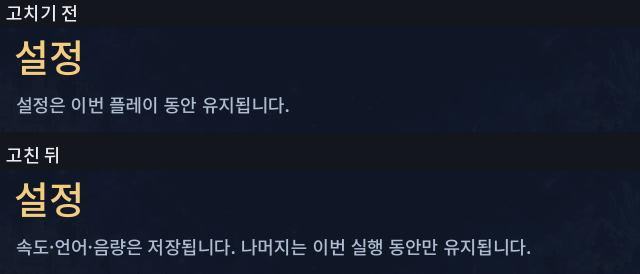 고치기 전
설정
설정은 이번 플레이 동안 유지됩니다.
고친 뒤
설정
속도·언어·음량은 저장됩니다. 나머지는 이번 실행 동안만 유지됩니다.